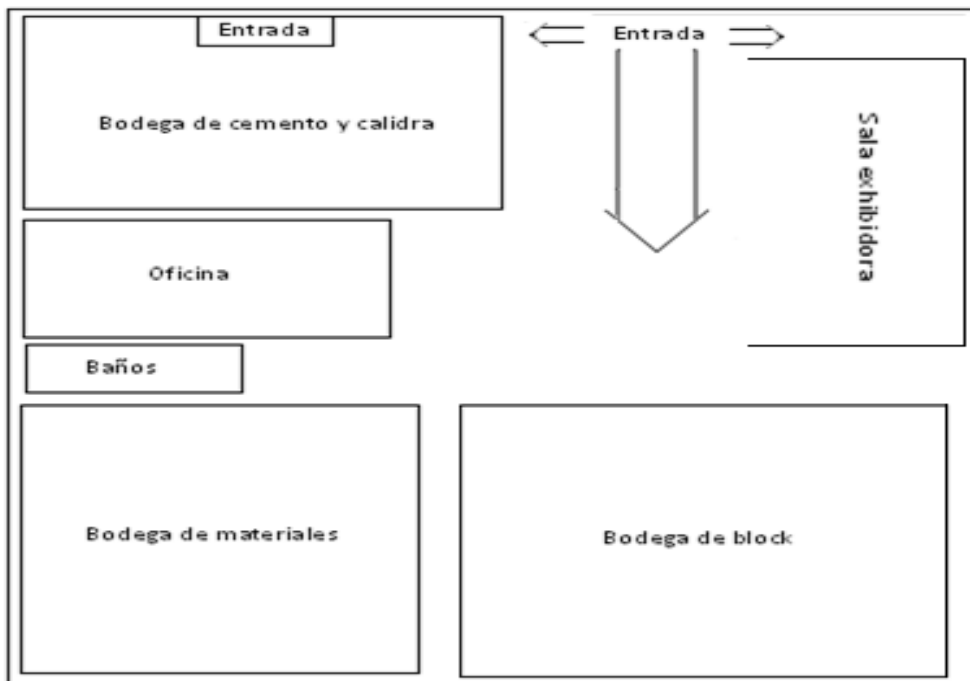 Entrada
Entrada
Bodega de cemento y calidra
Sala exhibidora
Oficina
Baños
Bodega de materiales
Bodega de block